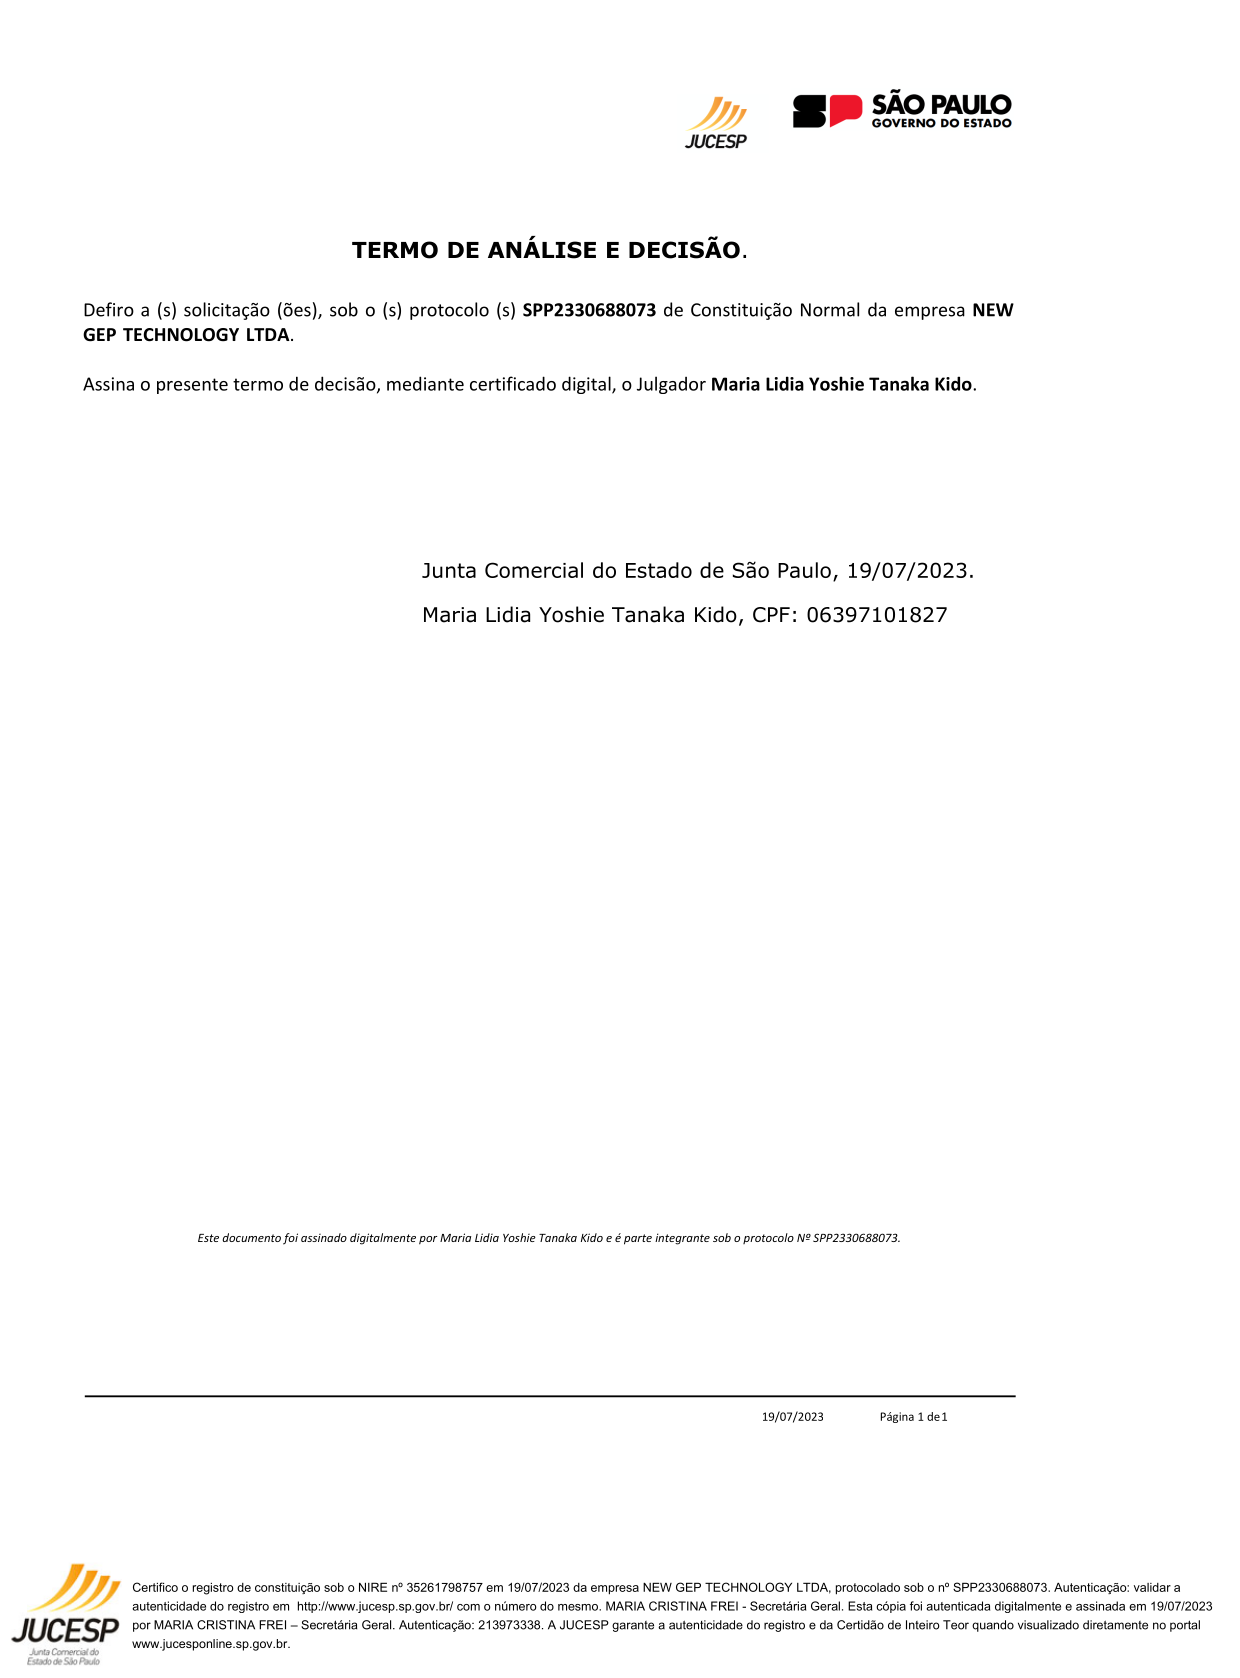 JUCESP
SÃO PAULO
GOVERNO DO ESTADO
TERMO DE ANÁLISE E DECISÃO.
Defiro a (s) solicitação (ões), sob o (s) protocolo (s) SPP2330688073 de Constituição Normal da empresa NEW
GEP TECHNOLOGY LTDA.
Assina o presente termo de decisão, mediante certificado digital, o Julgador Maria Lidia Yoshie Tanaka Kido.
Junta Comercial do Estado de São Paulo, 19/07/2023.
Maria Lidia Yoshie Tanaka Kido, CPF: 06397101827
Este documento foi assinado digitalmente por Maria Lidia Yoshie Tanaka Kido e é parte integrante sob o protocolo Nº SPP2330688073.
19/07/2023 Página 1 de1
JUCESP
Junta Comercial do
Estado de São Paulo
Certifico o registro de constituição sob o NIRE nº 35261798757 em 19/07/2023 da empresa NEW GEP TECHNOLOGY LTDA, protocolado sob o nº SPP2330688073. Autenticação: validar a
autenticidade do registro em http://www.jucesp.sp.gov.br/ com o número do mesmo. MARIA CRISTINA FREI - Secretária Geral. Esta cópia foi autenticada digitalmente e assinada em 19/07/2023
por MARIA CRISTINA FREI – Secretária Geral. Autenticação: 213973338. A JUCESP garante a autenticidade do registro e da Certidão de Inteiro Teor quando visualizado diretamente no portal
www.jucesponline.sp.gov.br.